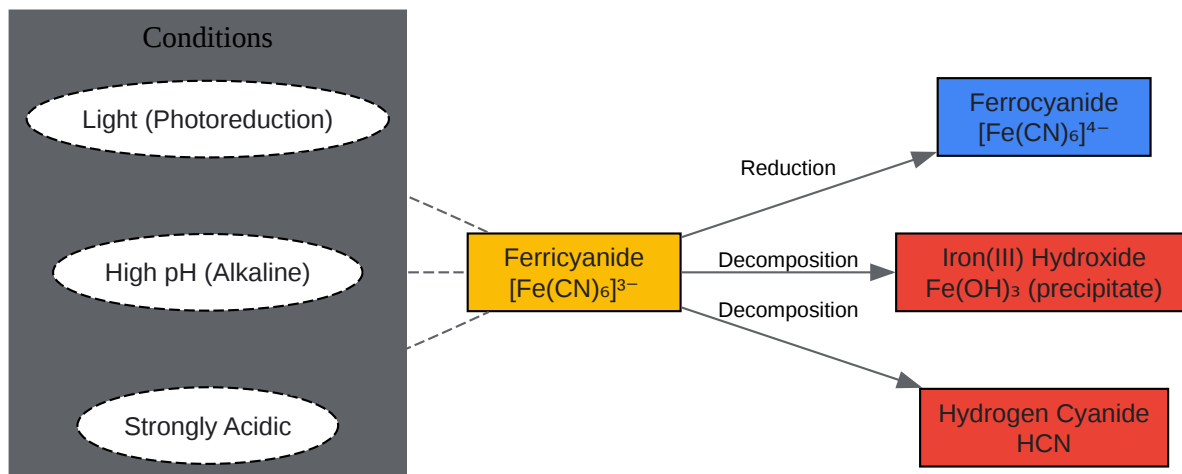 Conditions
Light (Photoreduction)
High pH (Alkaline)
Strongly Acidic
Ferricyanide
[Fe(CN)₆]³⁻
Reduction
Decomposition
Decomposition
Ferrocyanide
[Fe(CN)₆]⁴⁻
Iron(III) Hydroxide
Fe(OH)₃ (precipitate)
Hydrogen Cyanide
HCN